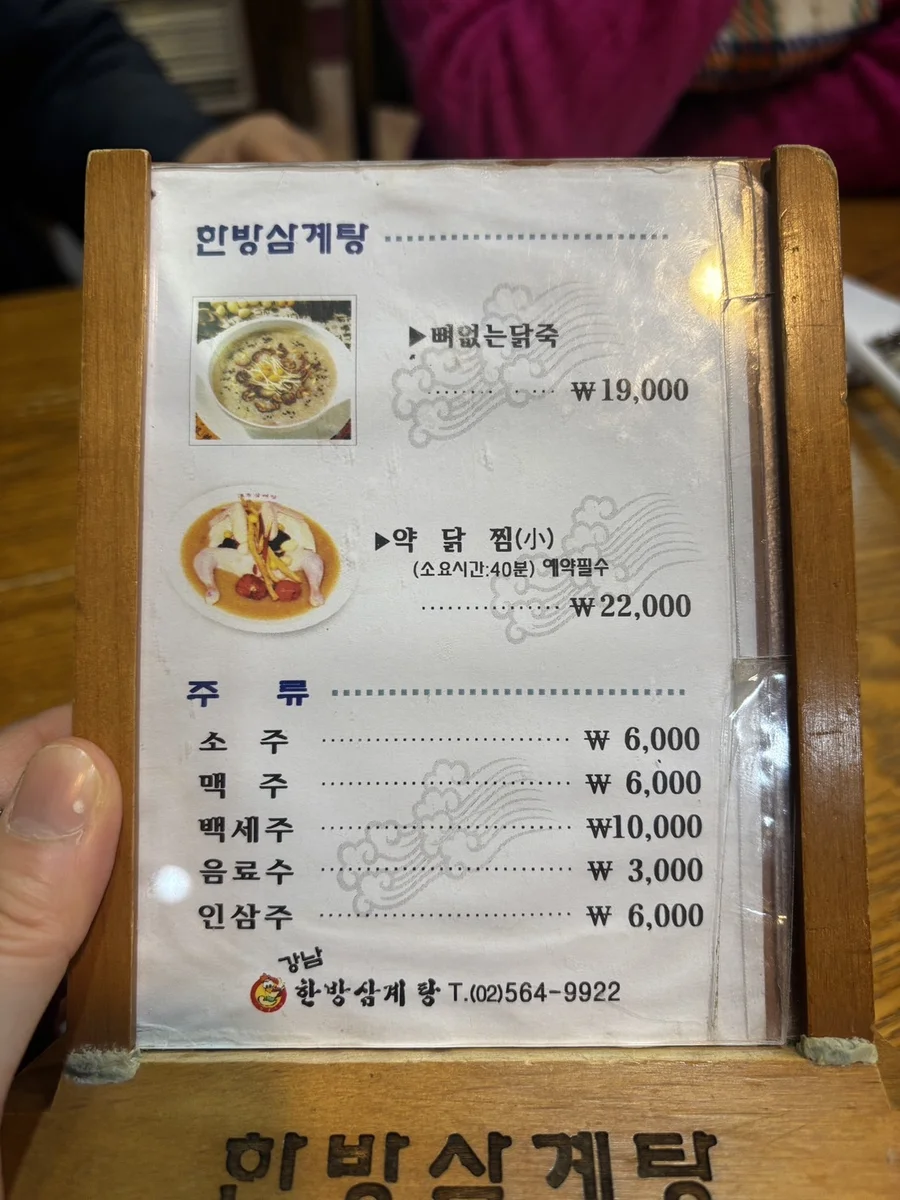 한방삼계탕
▶뼈없는닭죽
₩19,000
▶약 닭 찜(小)
(소요시간:40분) 예약필수
₩22,000
주 류
소 주 ₩ 6,000
맥 주 ₩ 6,000
백세주 ₩10,000
음료수 ₩ 3,000
인삼주 ₩ 6,000
강남
한방삼계탕 T.(02)564-9922
한방삼계탕